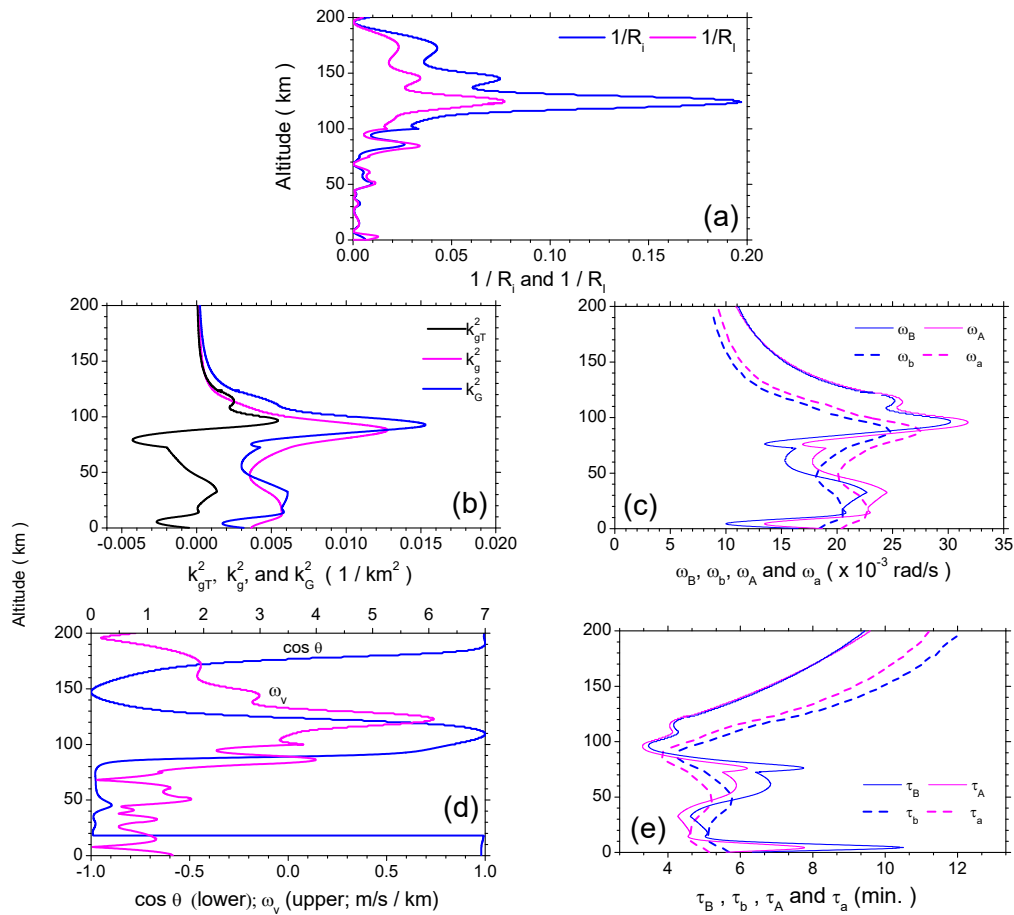 200
150
100
50
0
Altitude ( km )
1/R_i 1/R_l
(a)
0.00 0.05 0.10 0.15 0.20
1 / R_i and 1 / R_l
200
150
100
50
0
k²_gT
k²_g
k²_G
(b)
-0.005 0.000 0.005 0.010 0.015 0.020
k²_gT, k²_g, and k²_G ( 1 / km² )
200
150
100
50
0
ω_B ω_A
ω_b ω_a
(c)
0 5 10 15 20 25 30 35
ω_B, ω_b, ω_A and ω_a ( x 10⁻³ rad/s )
Altitude ( km )
0 1 2 3 4 5 6 7
200
150
100
50
0
cos θ
ω_v
(d)
-1.0 -0.5 0.0 0.5 1.0
cos θ (lower); ω_v (upper; m/s / km)
200
150
100
50
0
τ_B τ_A
τ_b τ_a
(e)
4 6 8 10 12
τ_B , τ_b , τ_A and τ_a (min. )